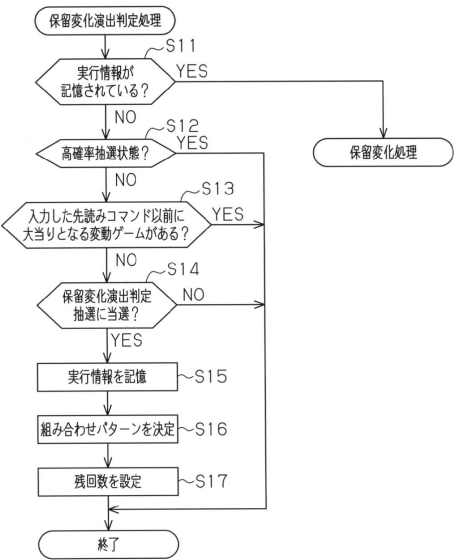 保留変化演出判定処理
S11
実行情報が
記憶されている?
YES
NO
S12
高確率抽選状態?
YES
保留変化処理
NO
S13
入力した先読みコマンド以前に
大当りとなる変動ゲームがある?
YES
NO
S14
保留変化演出判定
抽選に当選?
NO
YES
実行情報を記憶
S15
組み合わせパターンを決定
S16
残回数を設定
S17
終了